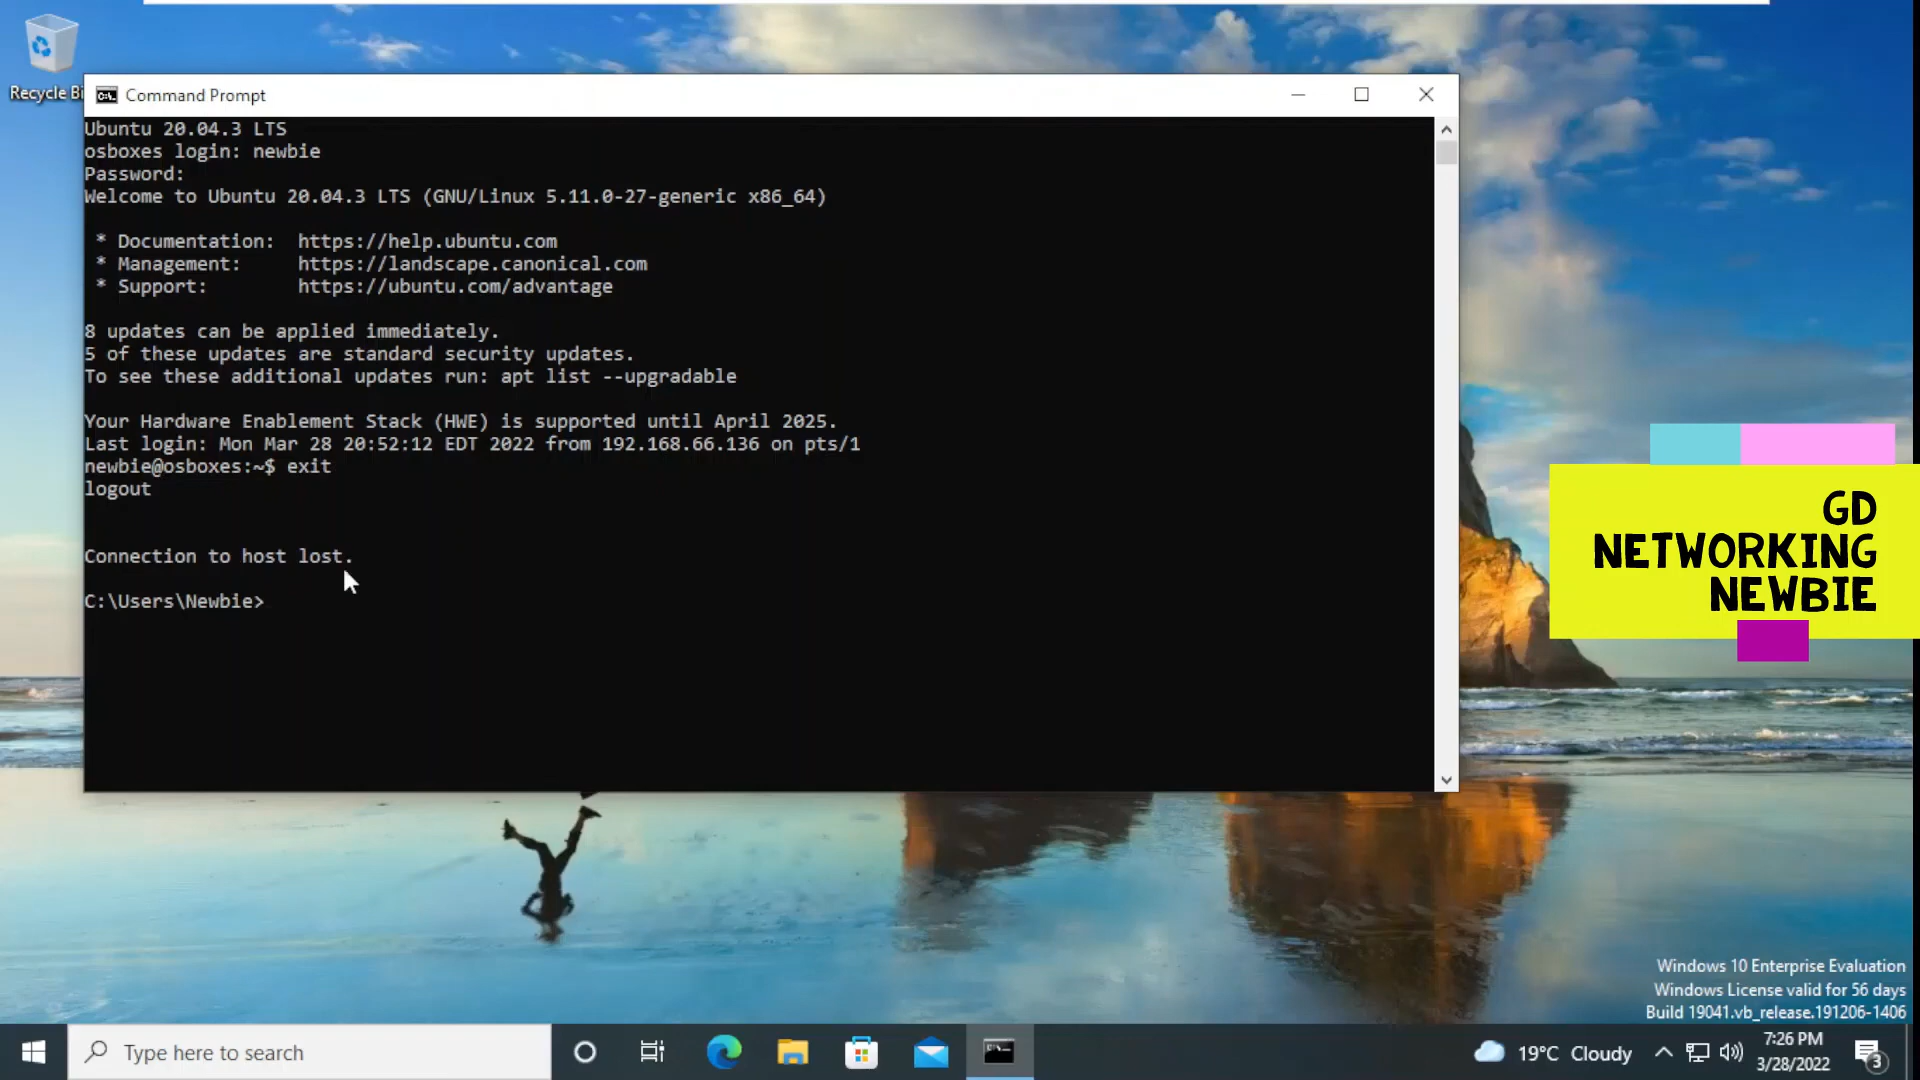 Recycle Bi
Command Prompt
Ubuntu 20.04.3 LTS
osboxes login: newbie
Password:
Welcome to Ubuntu 20.04.3 LTS (GNU/Linux 5.11.0-27-generic x86_64)
* Documentation:  https://help.ubuntu.com
* Management:     https://landscape.canonical.com
* Support:        https://ubuntu.com/advantage
8 updates can be applied immediately.
5 of these updates are standard security updates.
To see these additional updates run: apt list --upgradable
Your Hardware Enablement Stack (HWE) is supported until April 2025.
Last login: Mon Mar 28 20:52:12 EDT 2022 from 192.168.66.136 on pts/1
newbie@osboxes:~$ exit
logout
Connection to host lost.
C:\Users\Newbie>
GD
NETWORKING
NEWBIE
Windows 10 Enterprise Evaluation
Windows License valid for 56 days
Build 19041.vb_release.191206-1406
Type here to search
19°C Cloudy
7:26 PM
3/28/2022
3